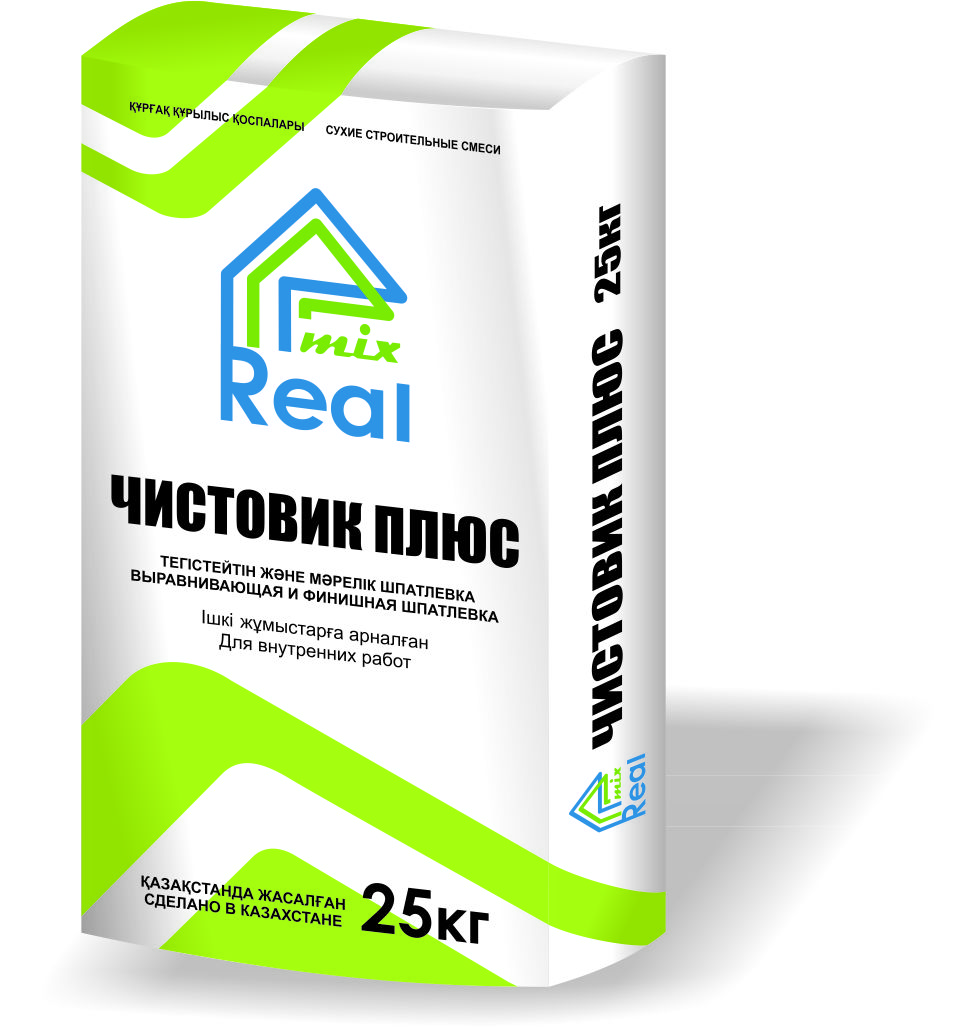 ҚҰРҒАҚ ҚҰРЫЛЫС ҚОСПАЛАРЫ СУХИЕ СТРОИТЕЛЬНЫЕ СМЕСИ
mix
Real
ЧИСТОВИК ПЛЮС
ТЕГІСТЕЙТІН ЖӘНЕ МӘРЕЛІК ШПАТЛЕВКА
ВЫРАВНИВАЮЩАЯ И ФИНИШНАЯ ШПАТЛЕВКА
Ішкі жұмыстарға арналған
Для внутренних работ
ҚАЗАҚСТАНДА ЖАСАЛҒАН
СДЕЛАНО В КАЗАХСТАНЕ
25кг
mix
Real
ЧИСТОВИК ПЛЮС 25кг